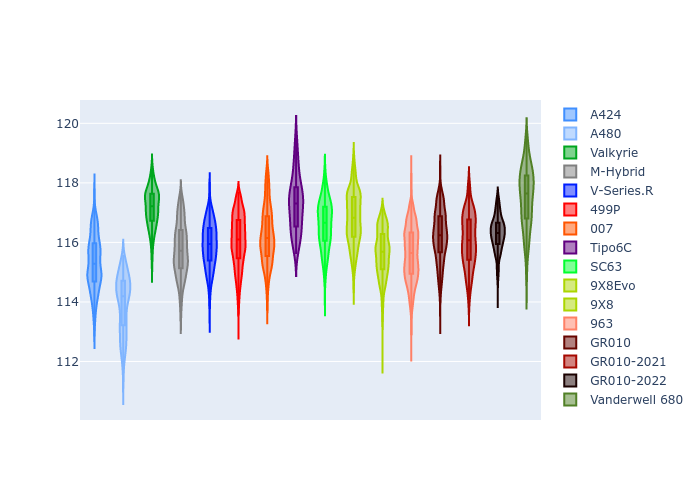 120
118
116
114
112
A424
A480
Valkyrie
M-Hybrid
V-Series.R
499P
007
Tipo6C
SC63
9X8Evo
9X8
963
GR010
GR010-2021
GR010-2022
Vanderwell 680